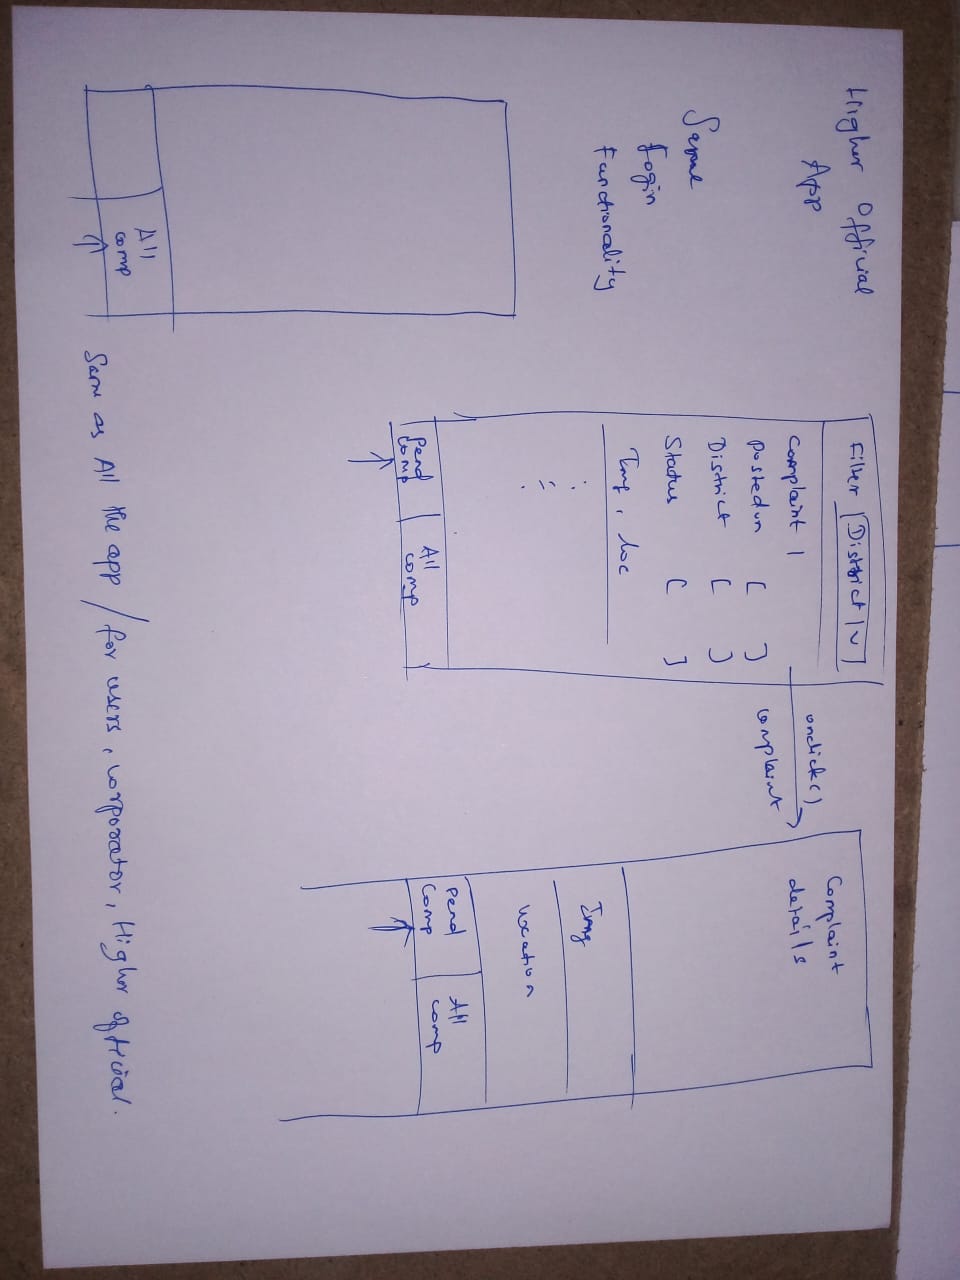 Higher Official
App
Same
Login
Functionality
Filter District
Complaint 1
Posted on [ ]
District [ ]
Status [ ]
Img, loc
Pend
comp
All
comp
onclick()
complaint
Complaint
details
Img
location
Pend
Comp
All
comp
All
comp
Same as All the app / for users, corporator, Higher official.